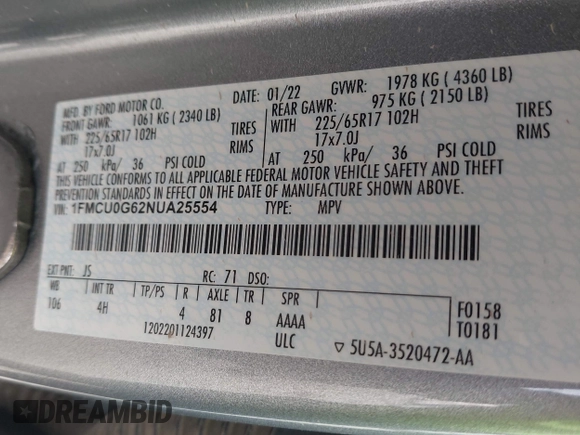 MFD. BY FORD MOTOR CO. DATE: 01/22 GVWR: 1978 KG ( 4360 LB)
FRONT GAWR: 1061 KG ( 2340 LB) REAR GAWR: 975 KG ( 2150 LB)
WITH 225/65R17 102H TIRES WITH 225/65R17 102H TIRES
17x7.0J RIMS 17x7.0J RIMS
AT 250 kPa/ 36 PSI COLD AT 250 kPa/ 36 PSI COLD
THIS VEHICLE CONFORMS TO ALL APPLICABLE FEDERAL MOTOR VEHICLE SAFETY AND THEFT
PREVENTION STANDARDS IN EFFECT ON THE DATE OF MANUFACTURE SHOWN ABOVE.
VIN: 1FMCU0G62NUA25554 TYPE: MPV
EXT PNT: JS RC: 71 DSO:
WB INT TR TP/PS R AXLE TR SPR
106 4H 4 81 8 AAAA F0158
1202201124397 ULC T0181
▽ 5U5A-3520472-AA
DREAMBID